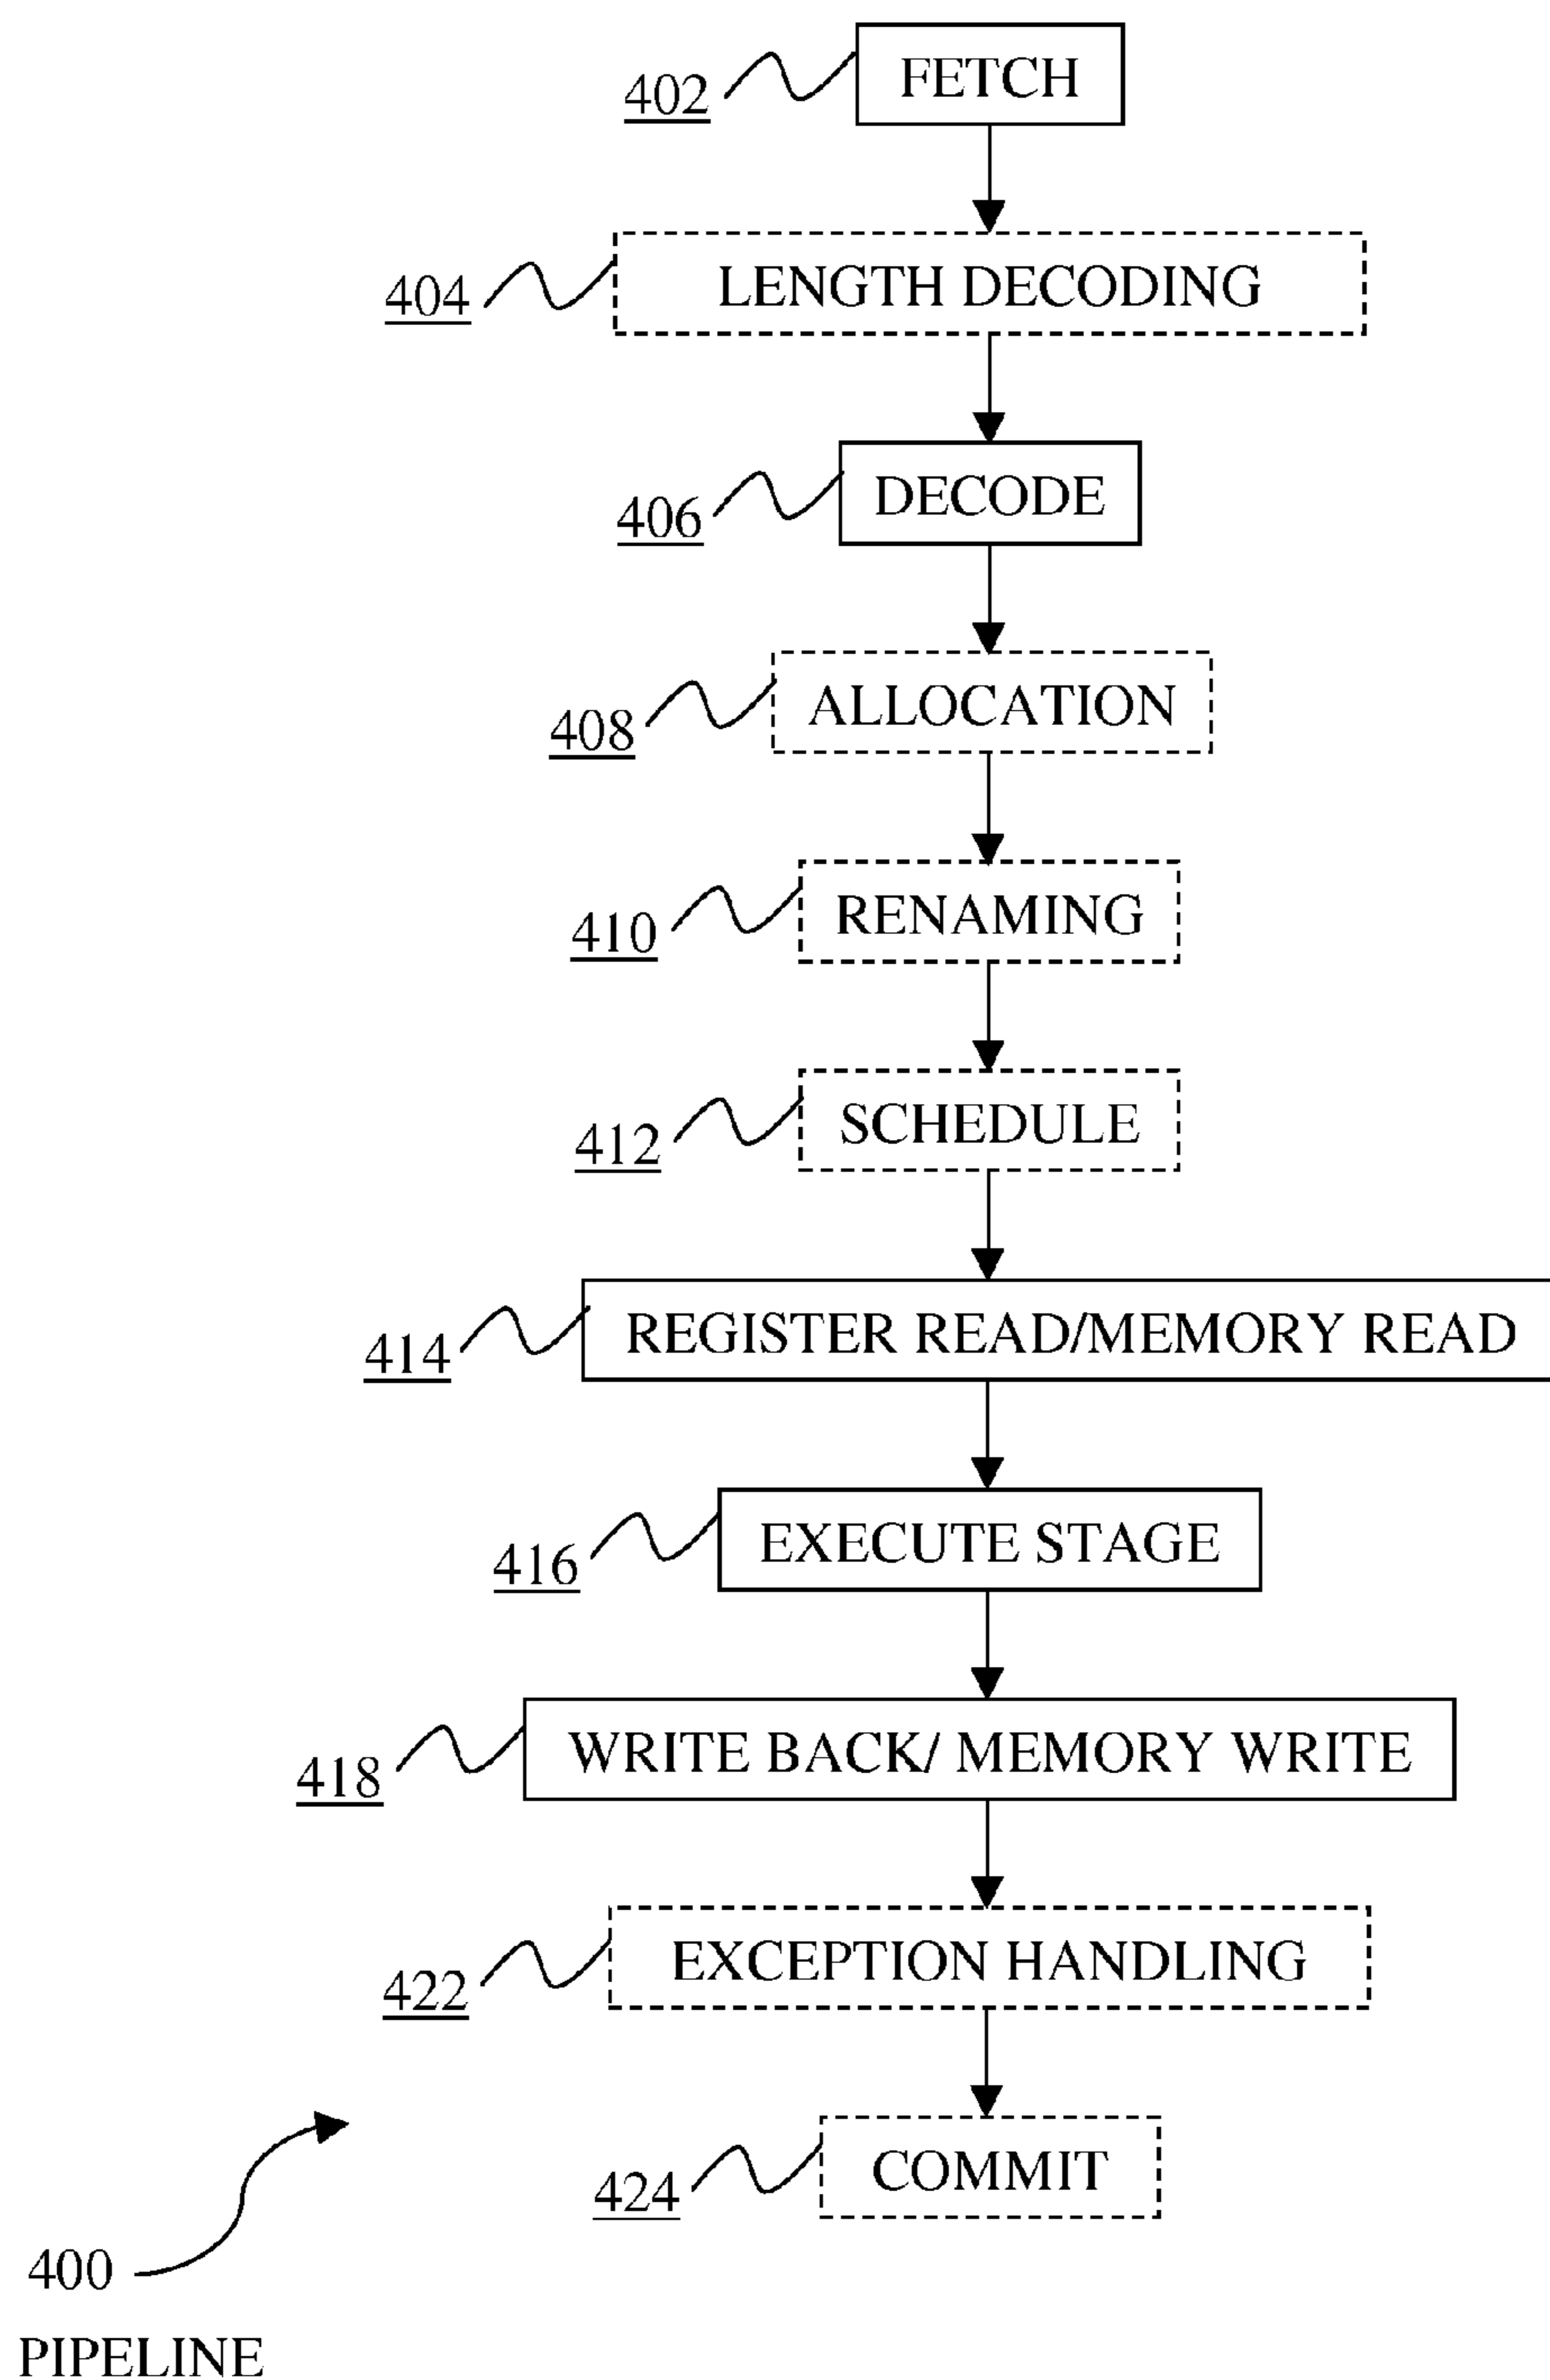 FETCH
402
LENGTH DECODING
404
DECODE
406
ALLOCATION
408
RENAMING
410
SCHEDULE
412
REGISTER READ/MEMORY READ
414
EXECUTE STAGE
416
WRITE BACK/ MEMORY WRITE
418
EXCEPTION HANDLING
422
COMMIT
424
400
PIPELINE